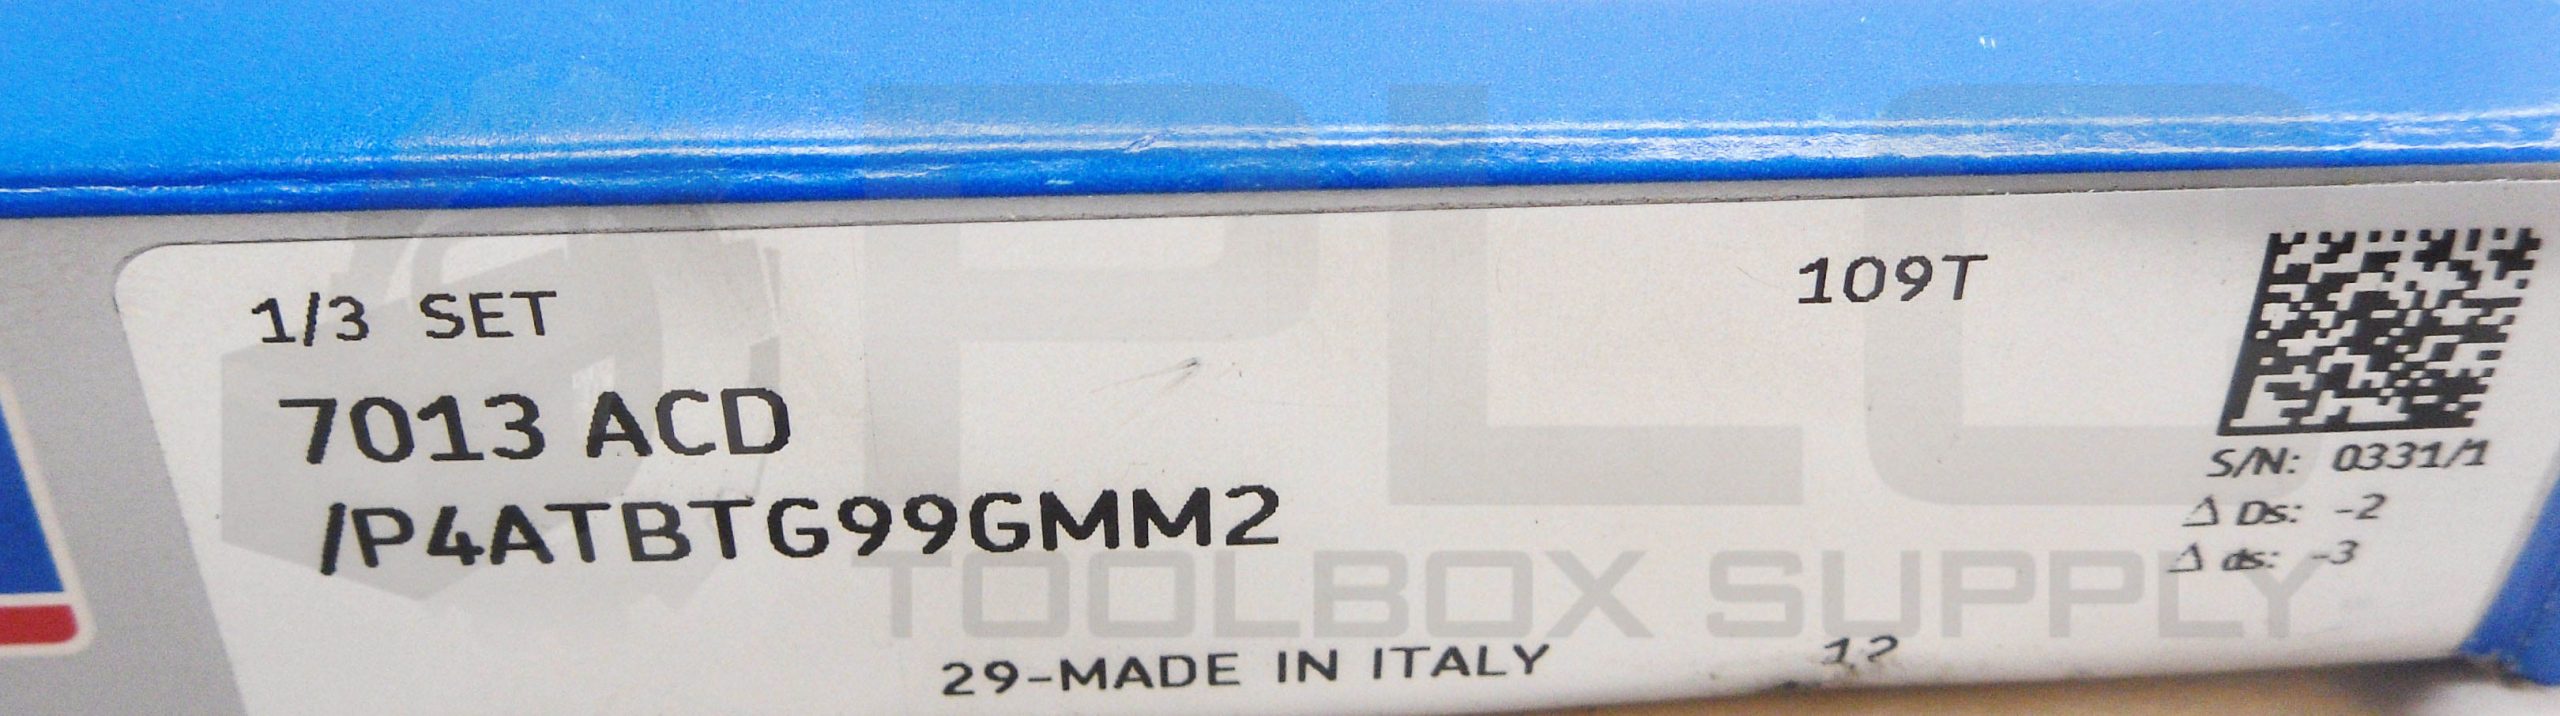 1/3 SET
109T
7013 ACD
/P4ATBTG99GMM2
S/N: 0331/1
Δ Ds: -2
Δ ds: -3
29-MADE IN ITALY
12
PLC
TOOLBOX SUPPLY